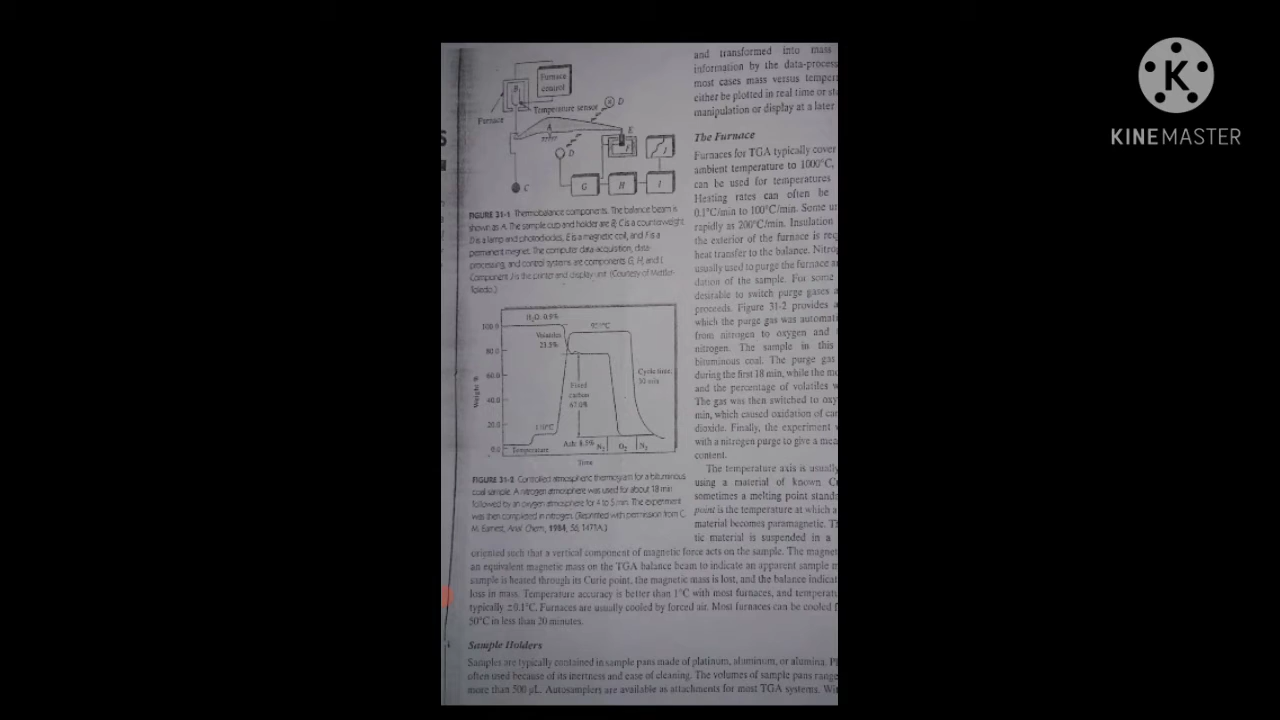 Furnace
control
B
Temperature sensor
D
Furnace
A
E
D
F
J
C
G
H
I
FIGURE 31-1 Thermobalance components. The balance beam is
shown as A. The sample cup and holder are B; C is a counterweight
D is a lamp and photodiodes, E is a magnetic coil, and F is a
permanent magnet. The computer data-acquisition, data-
processing, and control systems are components G, H, and I.
Component J is the printer and display unit. (Courtesy of Mettler-
Toledo.)
H₂O: 0.9%
100.0
Volatiles
80.0
60.0
Cycle time,
30 min
Fixed
carbon
67.0%
Weight %
40.0
20.0
110°C
Ash: 8.5%
N₂
O₂
N₂
0.0
Temperature
Time
FIGURE 31-2 Controlled atmospheric thermogram for a bituminous
coal sample. A nitrogen atmosphere was used for about 18 min
followed by an oxygen atmosphere for 4 to 5 min. The experiment
was then completed in nitrogen. (Reprinted with permission from C.
M. Earnest, Anal Chem, 1984, 56, 1471A.)
and transformed into mass
information by the data-process
most cases mass versus temper
either be plotted in real time or st
manipulation or display at a later
The Furnace
Furnaces for TGA typically cover
ambient temperature to 1000°C,
can be used for temperatures
Heating rates can often be
0.1°C/min to 100°C/min. Some u
rapidly as 200°C/min. Insulation
the exterior of the furnace is req
heat transfer to the balance. Nitro
usually used to purge the furnace a
dation of the sample. For some
desirable to switch purge gases a
proceeds. Figure 31-2 provides a
which the purge gas was automati
from nitrogen to oxygen and
nitrogen. The sample in this
bituminous coal. The purge gas
during the first 18 min, while the mo
and the percentage of volatiles w
The gas was then switched to oxy
min, which caused oxidation of car
dioxide. Finally, the experiment
with a nitrogen purge to give a mea
content.
The temperature axis is usually
using a material of known Cu
sometimes a melting point stand
point is the temperature at which a
material becomes paramagnetic. T
tic material is suspended in a
oriented such that a vertical component of magnetic force acts on the sample. The magnet
an equivalent magnetic mass on the TGA balance beam to indicate an apparent sample m
sample is heated through its Curie point, the magnetic mass is lost, and the balance indicat
loss in mass. Temperature accuracy is better than 1°C with most furnaces, and temperatu
typically ±0.1°C. Furnaces are usually cooled by forced air. Most furnaces can be cooled f
50°C in less than 20 minutes.
Sample Holders
Samples are typically contained in sample pans made of platinum, aluminum, or alumina. Pl
often used because of its inertness and ease of cleaning. The volumes of sample pans range
more than 500 µL. Autosamplers are available as attachments for most TGA systems. Wi
K
KINEMASTER